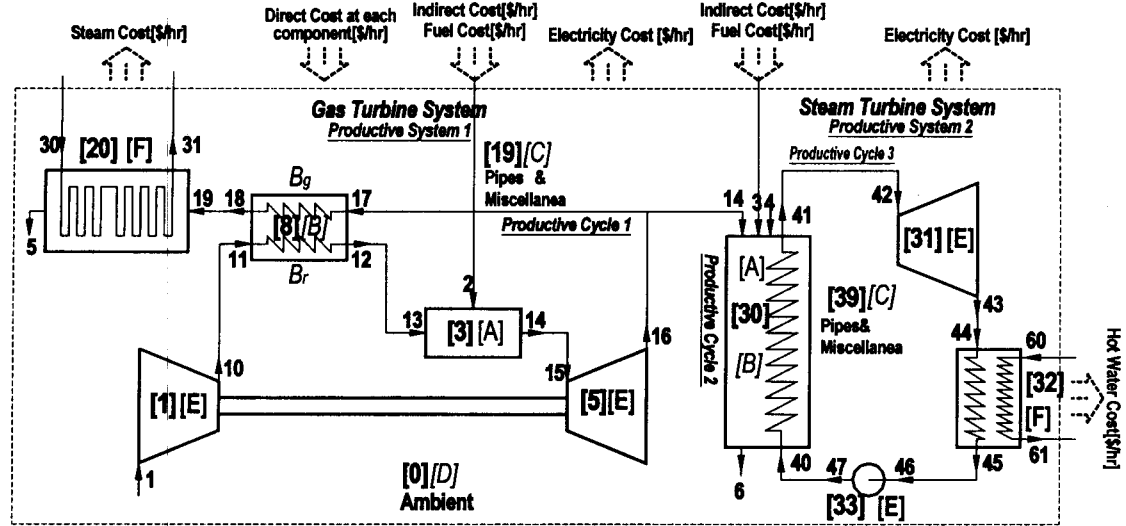 Steam Cost[$/hr]
Direct Cost at each
component[$/hr]
Indirect Cost[$/hr]
Fuel Cost[$/hr]
Electricity Cost [$/hr]
Indirect Cost[$/hr]
Fuel Cost[$/hr]
Electricity Cost [$/hr]
Gas Turbine System
Productive System 1
Steam Turbine System
Productive System 2
30
[20] [F]
31
[19][C]
Pipes &
Miscellanea
Productive Cycle 3
Bg
19
18
17
[8][B]
11
12
Br
5
Productive Cycle 1
14
34
41
42
[31] [E]
2
[A]
[30]
[B]
Productive Cycle 2
[39][C]
Pipes&
Miscellanea
43
13
[3][A]
14
16
44
60
[32]
[F]
61
Hot Water Cost[$/hr]
10
15
[1][E]
[5][E]
1
[0][D]
Ambient
6
40
47
46
45
[33] [E]